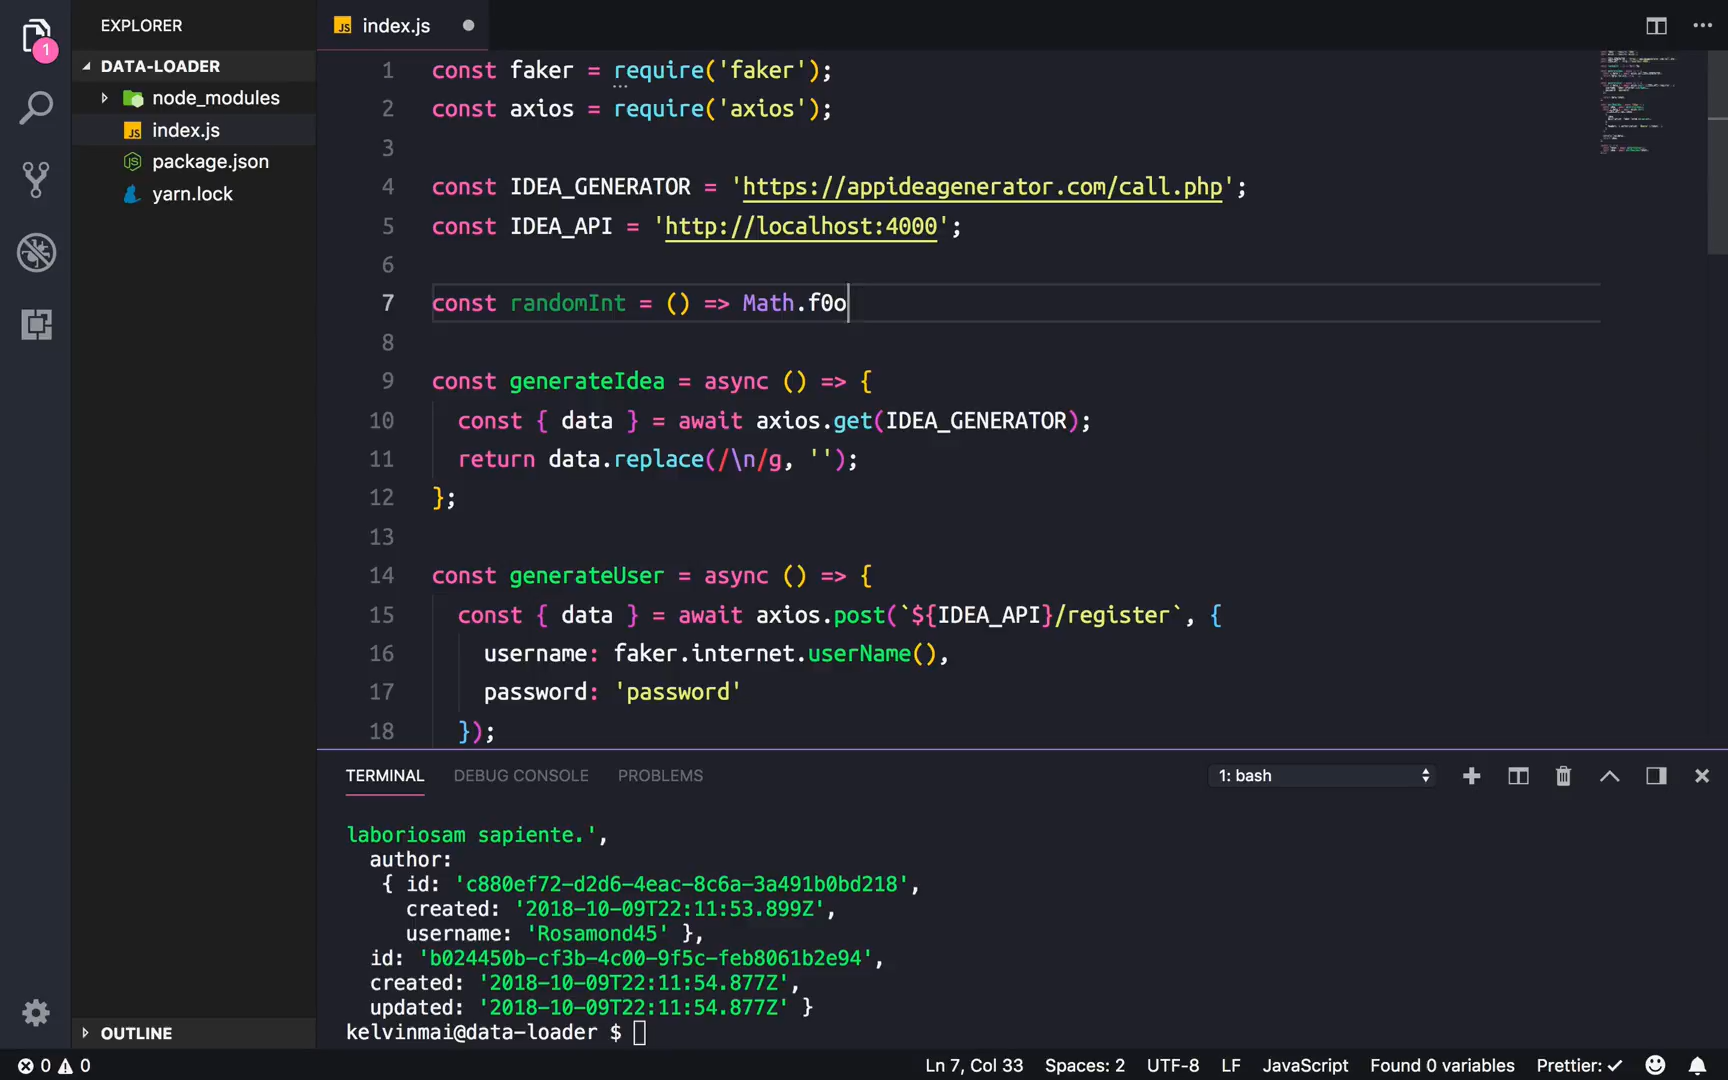 EXPLORER
1
DATA-LOADER
node_modules
JS index.js
JS package.json
yarn.lock
OUTLINE
JS index.js
1 const faker = require('faker');
2 const axios = require('axios');
3
4 const IDEA_GENERATOR = 'https://appideagenerator.com/call.php';
5 const IDEA_API = 'http://localhost:4000';
6
7 const randomInt = () => Math.f0o
8
9 const generateIdea = async () => {
10 const { data } = await axios.get(IDEA_GENERATOR);
11 return data.replace(/\n/g, '');
12 };
13
14 const generateUser = async () => {
15 const { data } = await axios.post(`${IDEA_API}/register`, {
16 username: faker.internet.userName(),
17 password: 'password'
18 });
TERMINAL DEBUG CONSOLE PROBLEMS 1: bash
laboriosam sapiente.',
author:
{ id: 'c880ef72-d2d6-4eac-8c6a-3a491b0bd218',
created: '2018-10-09T22:11:53.899Z',
username: 'Rosamond45' },
id: 'b024450b-cf3b-4c00-9f5c-feb8061b2e94',
created: '2018-10-09T22:11:54.877Z',
updated: '2018-10-09T22:11:54.877Z' }
kelvinmai@data-loader $
0 0 Ln 7, Col 33 Spaces: 2 UTF-8 LF JavaScript Found 0 variables Prettier: ✓